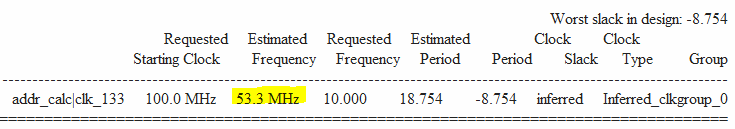 Worst slack in design: -8.754
Requested Estimated Requested Estimated Clock Clock
Starting Clock Frequency Frequency Period Period Slack Type Group
--------------------------------------------------------------------------------
addr_calc|clk_133 100.0 MHz 53.3 MHz 10.000 18.754 -8.754 inferred Inferred_clkgroup_0
================================================================================